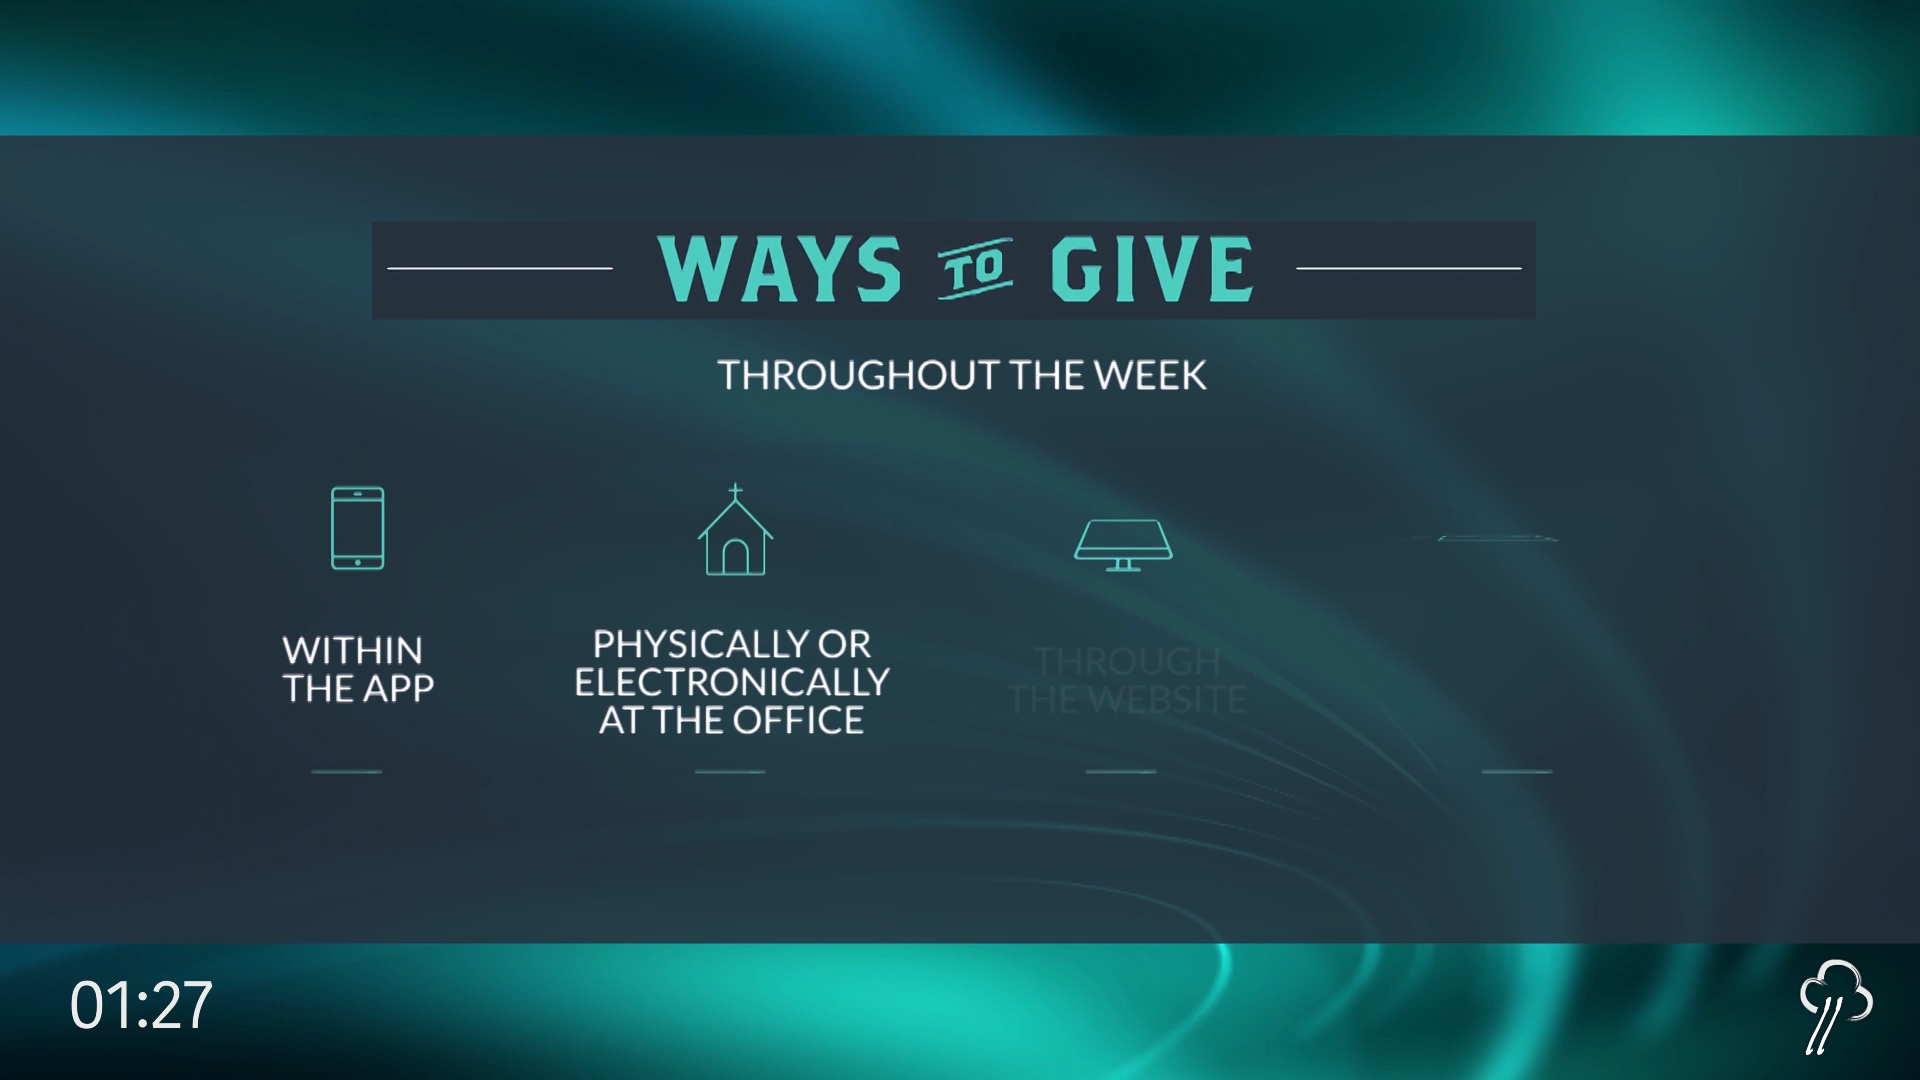 WAYS TO GIVE
THROUGHOUT THE WEEK
WITHIN
THE APP
PHYSICALLY OR
ELECTRONICALLY
AT THE OFFICE
THROUGH
THE WEBSITE
01:27